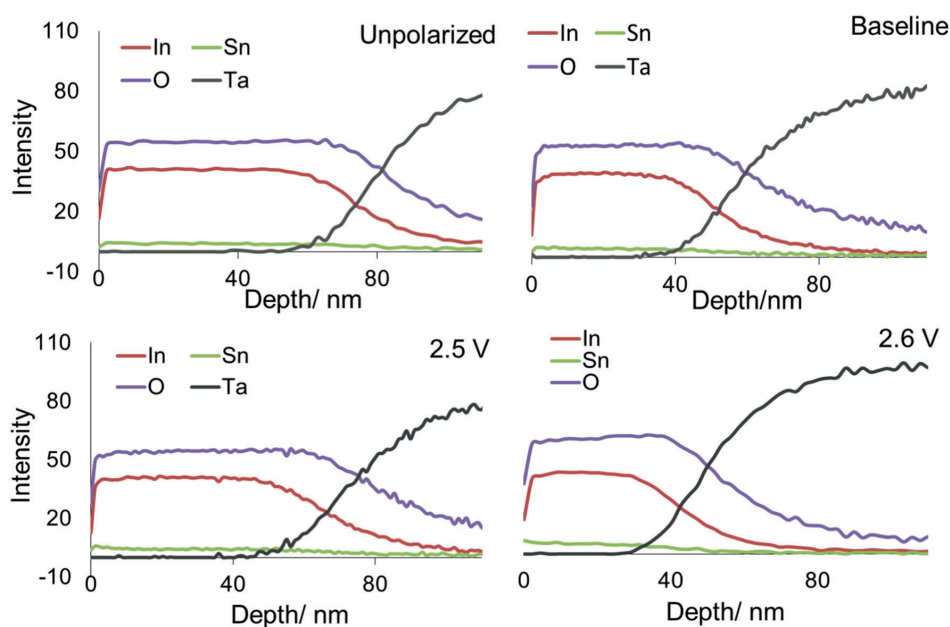 110
80
50
20
-10
Intensity
In Sn
O Ta
Unpolarized
0 40 80
Depth/ nm
In Sn
O Ta
Baseline
0 40 80
Depth/nm
110
80
50
20
-10
Intensity
In Sn
O Ta
2.5 V
0 40 80
Depth/ nm
In
Sn
O
2.6 V
0 40 80
Depth/ nm